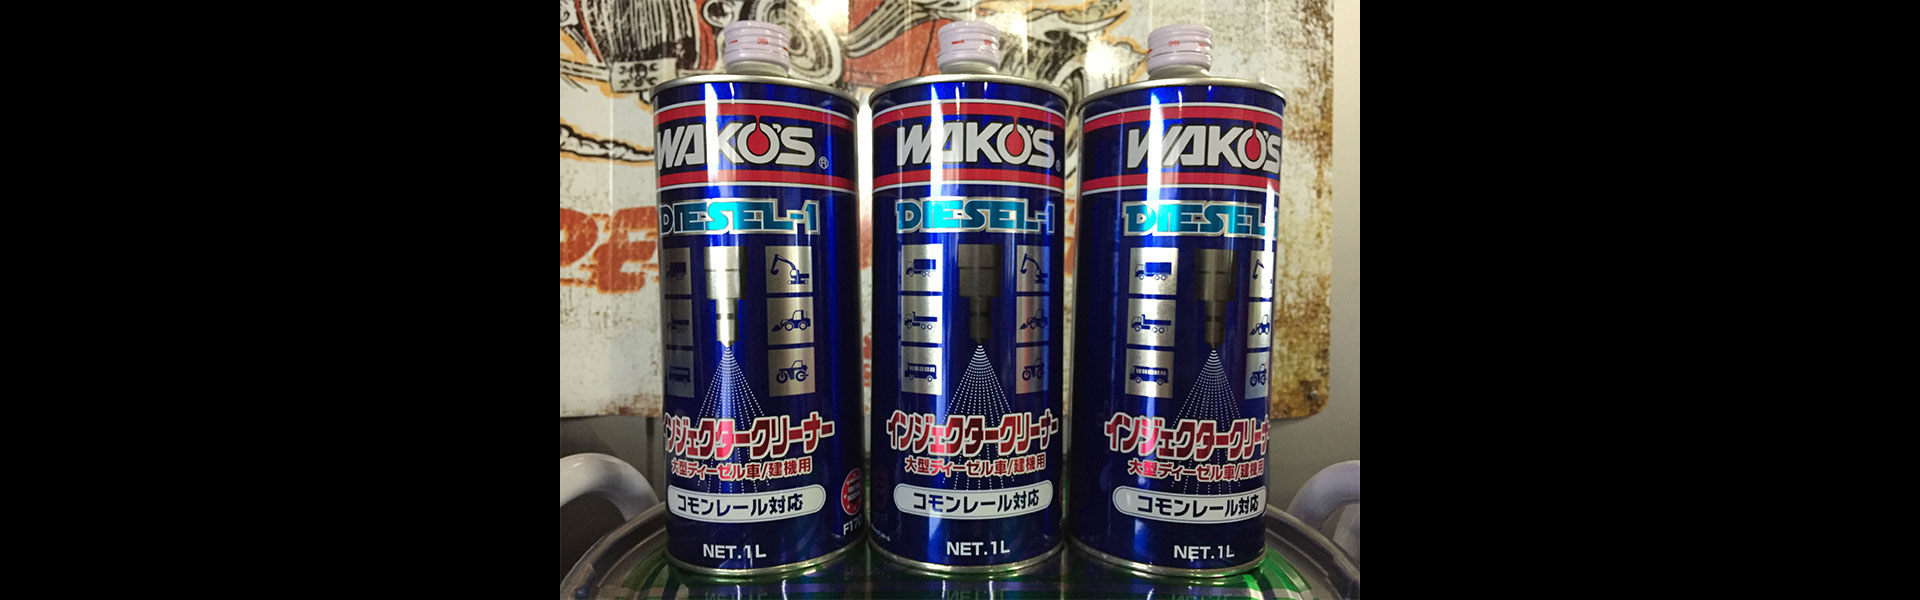 WAKO'S®
DIESEL-1
インジェクタークリーナー
大型ディーゼル車/建機用
コモンレール対応
NET.1L
WAKO'S®
DIESEL-1
インジェクタークリーナー
大型ディーゼル車/建機用
コモンレール対応
NET.1L
WAKO'S
DIESEL-1
インジェクタークリーナー
大型ディーゼル車/建機用
コモンレール対応
NET.1L